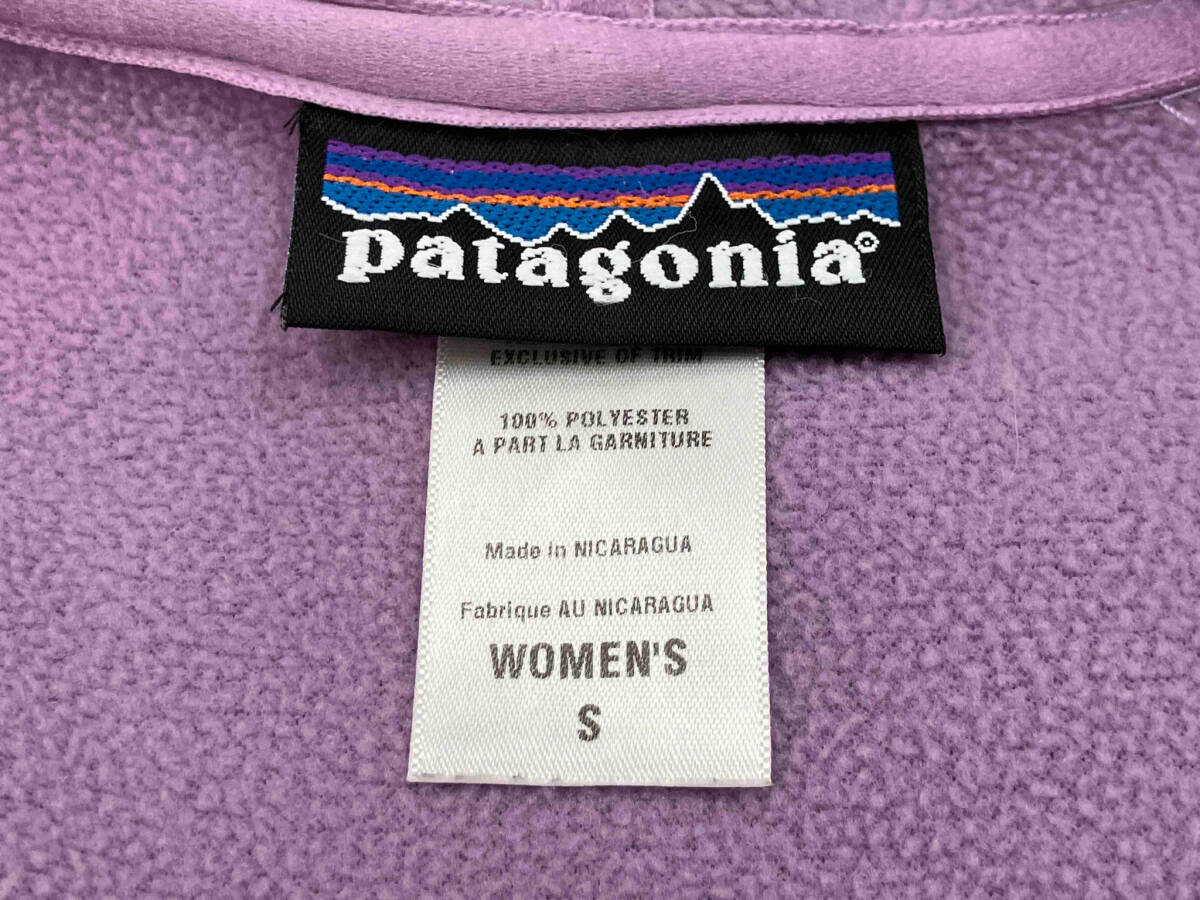 patagonia®
EXCLUSIVE OF TRIM
100% POLYESTER
A PART LA GARNITURE
Made in NICARAGUA
Fabrique AU NICARAGUA
WOMEN'S
S